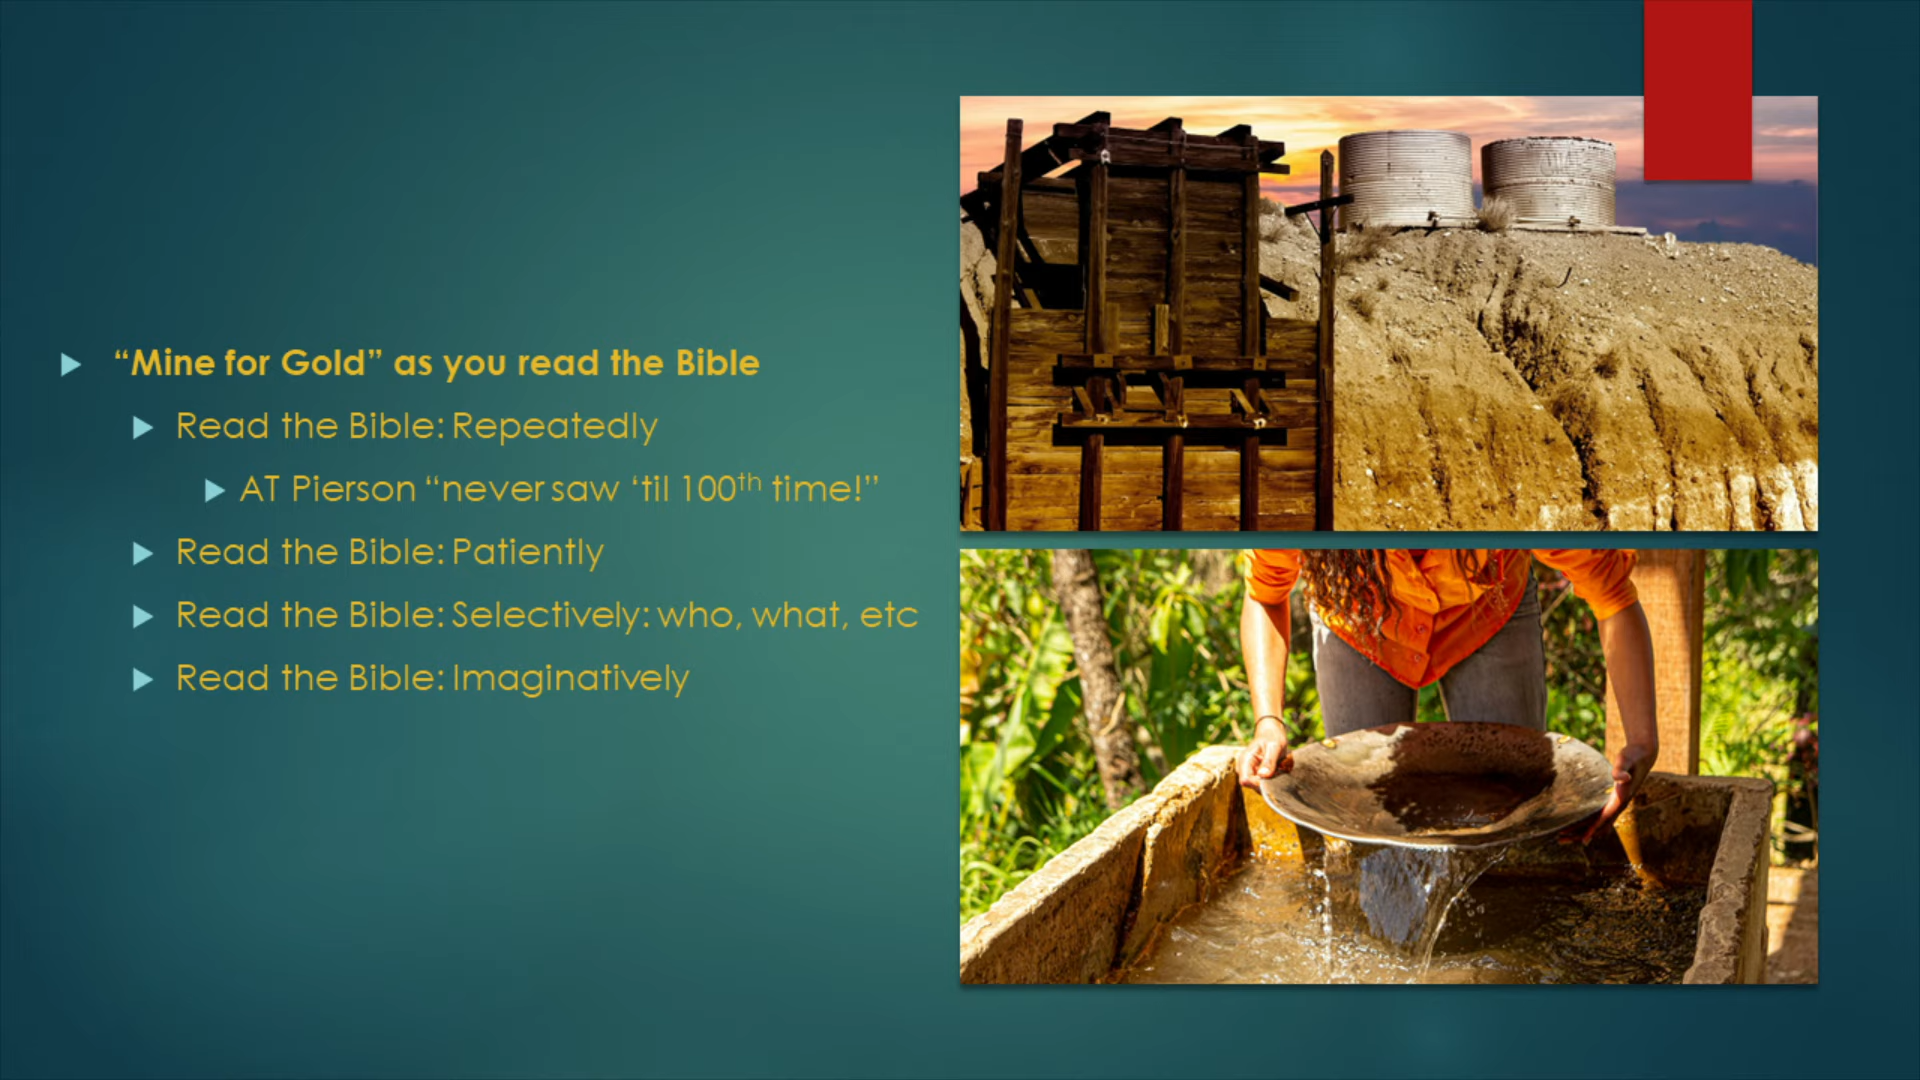 “Mine for Gold” as you read the Bible
Read the Bible: Repeatedly
AT Pierson “never saw ‘til 100th time!”
Read the Bible: Patiently
Read the Bible: Selectively: who, what, etc
Read the Bible: Imaginatively